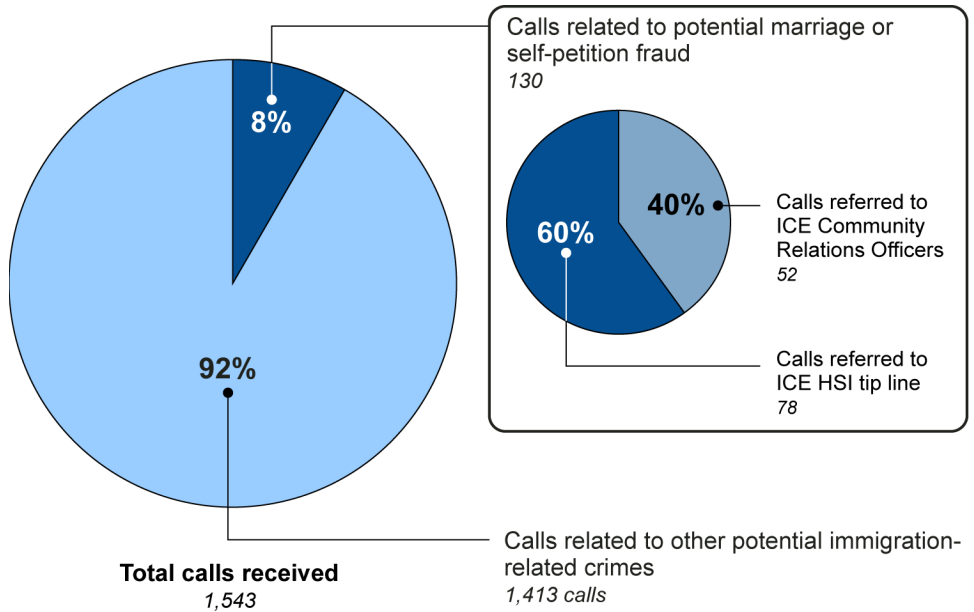 Calls related to potential marriage or
self-petition fraud
130
8%
40%
Calls referred to
ICE Community
Relations Officers
52
60%
Calls referred to
ICE HSI tip line
78
92%
Calls related to other potential immigration-
related crimes
1,413 calls
Total calls received
1,543